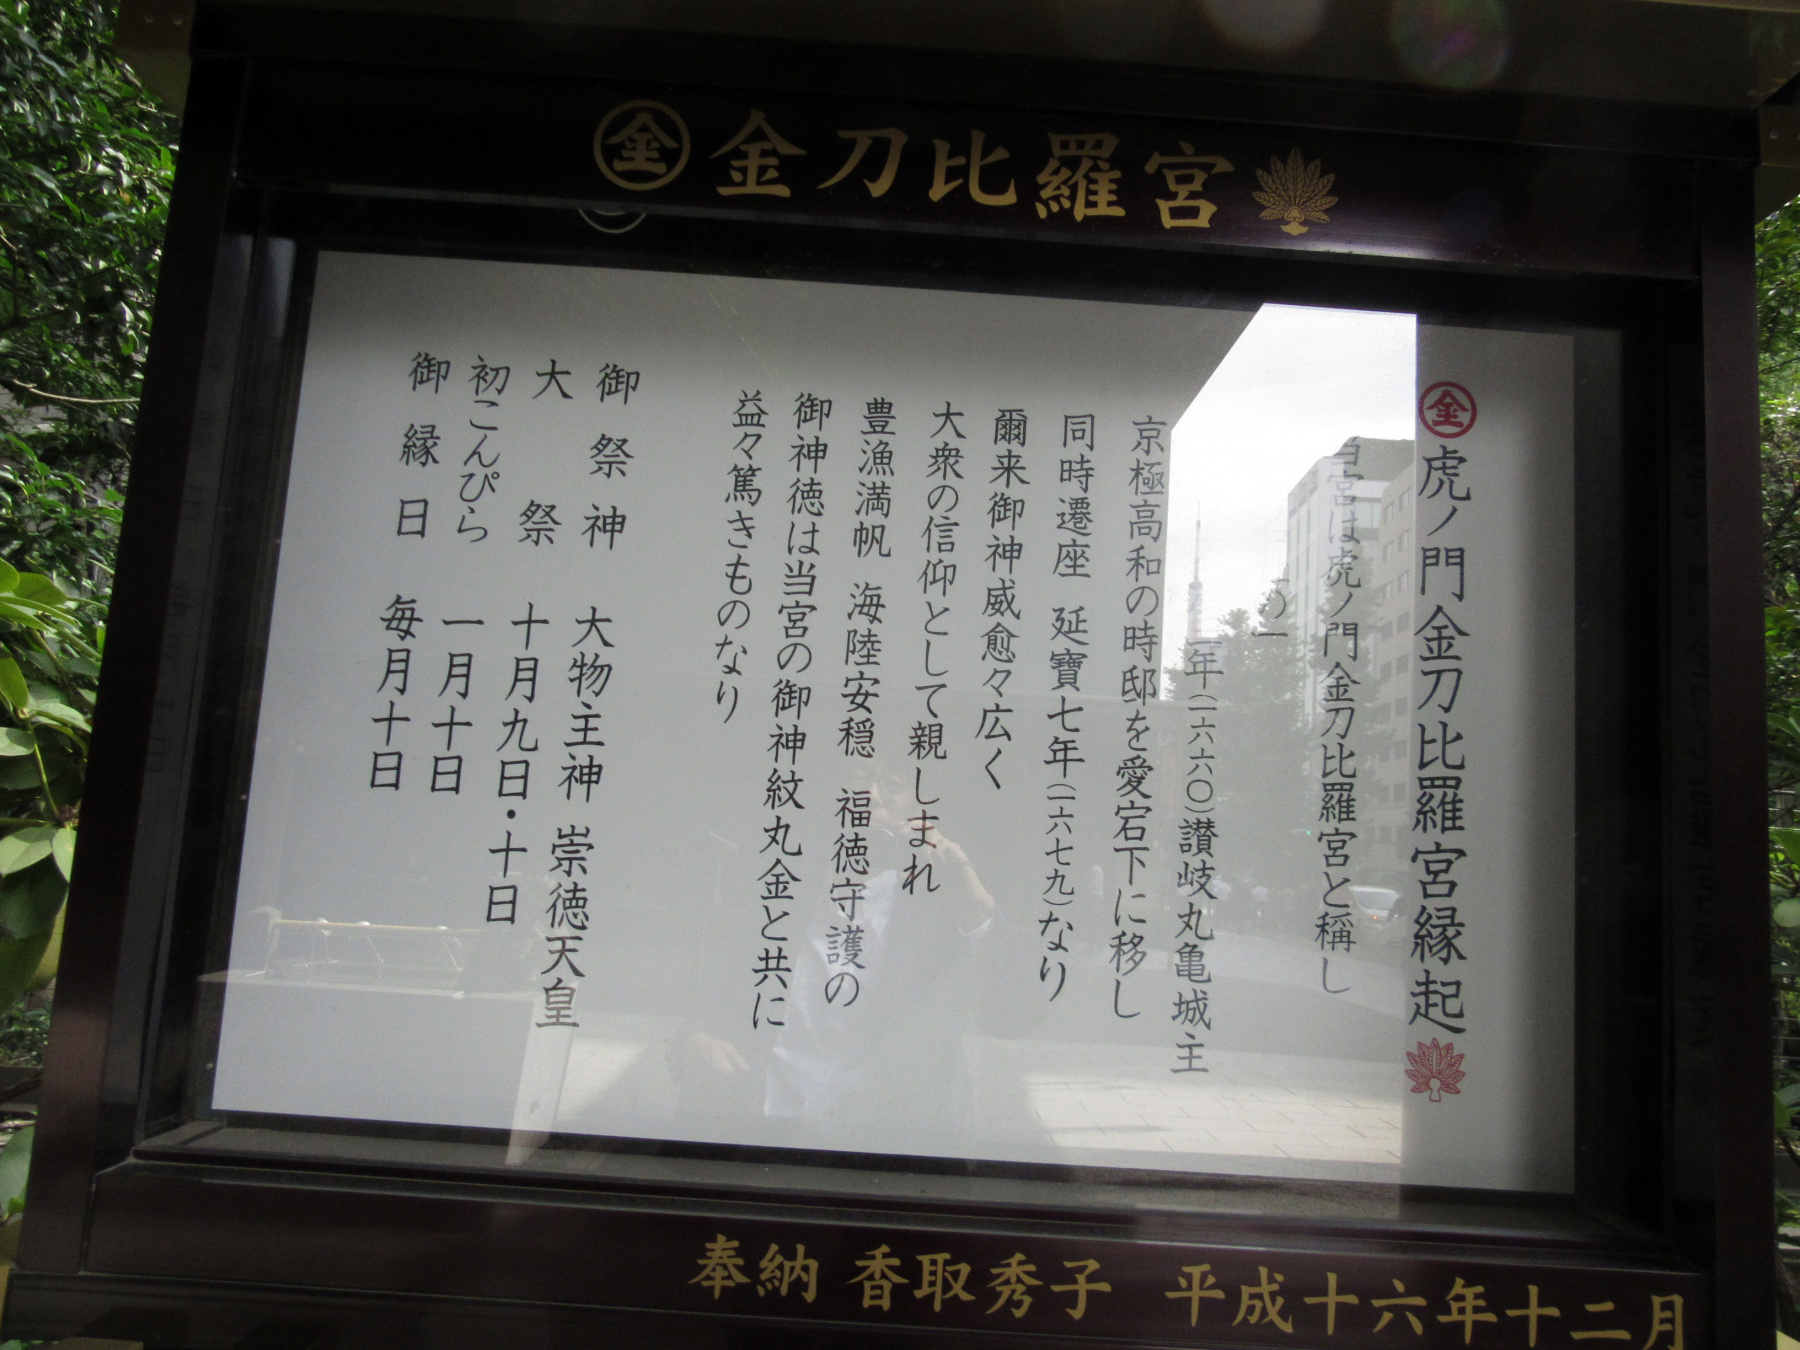 金 金刀比羅宮
金 虎ノ門金刀比羅宮縁起
当宮は虎ノ門金刀比羅宮と稱し
年(一六六〇)讃岐丸亀城主
京極高和の時邸を愛宕下に移し
同時遷座 延寶七年(一六七九)なり
爾来御神威愈々広く
大衆の信仰として親しまれ
豊漁満帆 海陸安穏 福徳守護の
御神徳は当宮の御神紋丸金と共に
益々篤きものなり
御祭神 大物主神 崇徳天皇
大祭 十月九日・十日
初こんぴら 一月十日
御縁日 毎月十日
奉納 香取秀子 平成十六年十二月